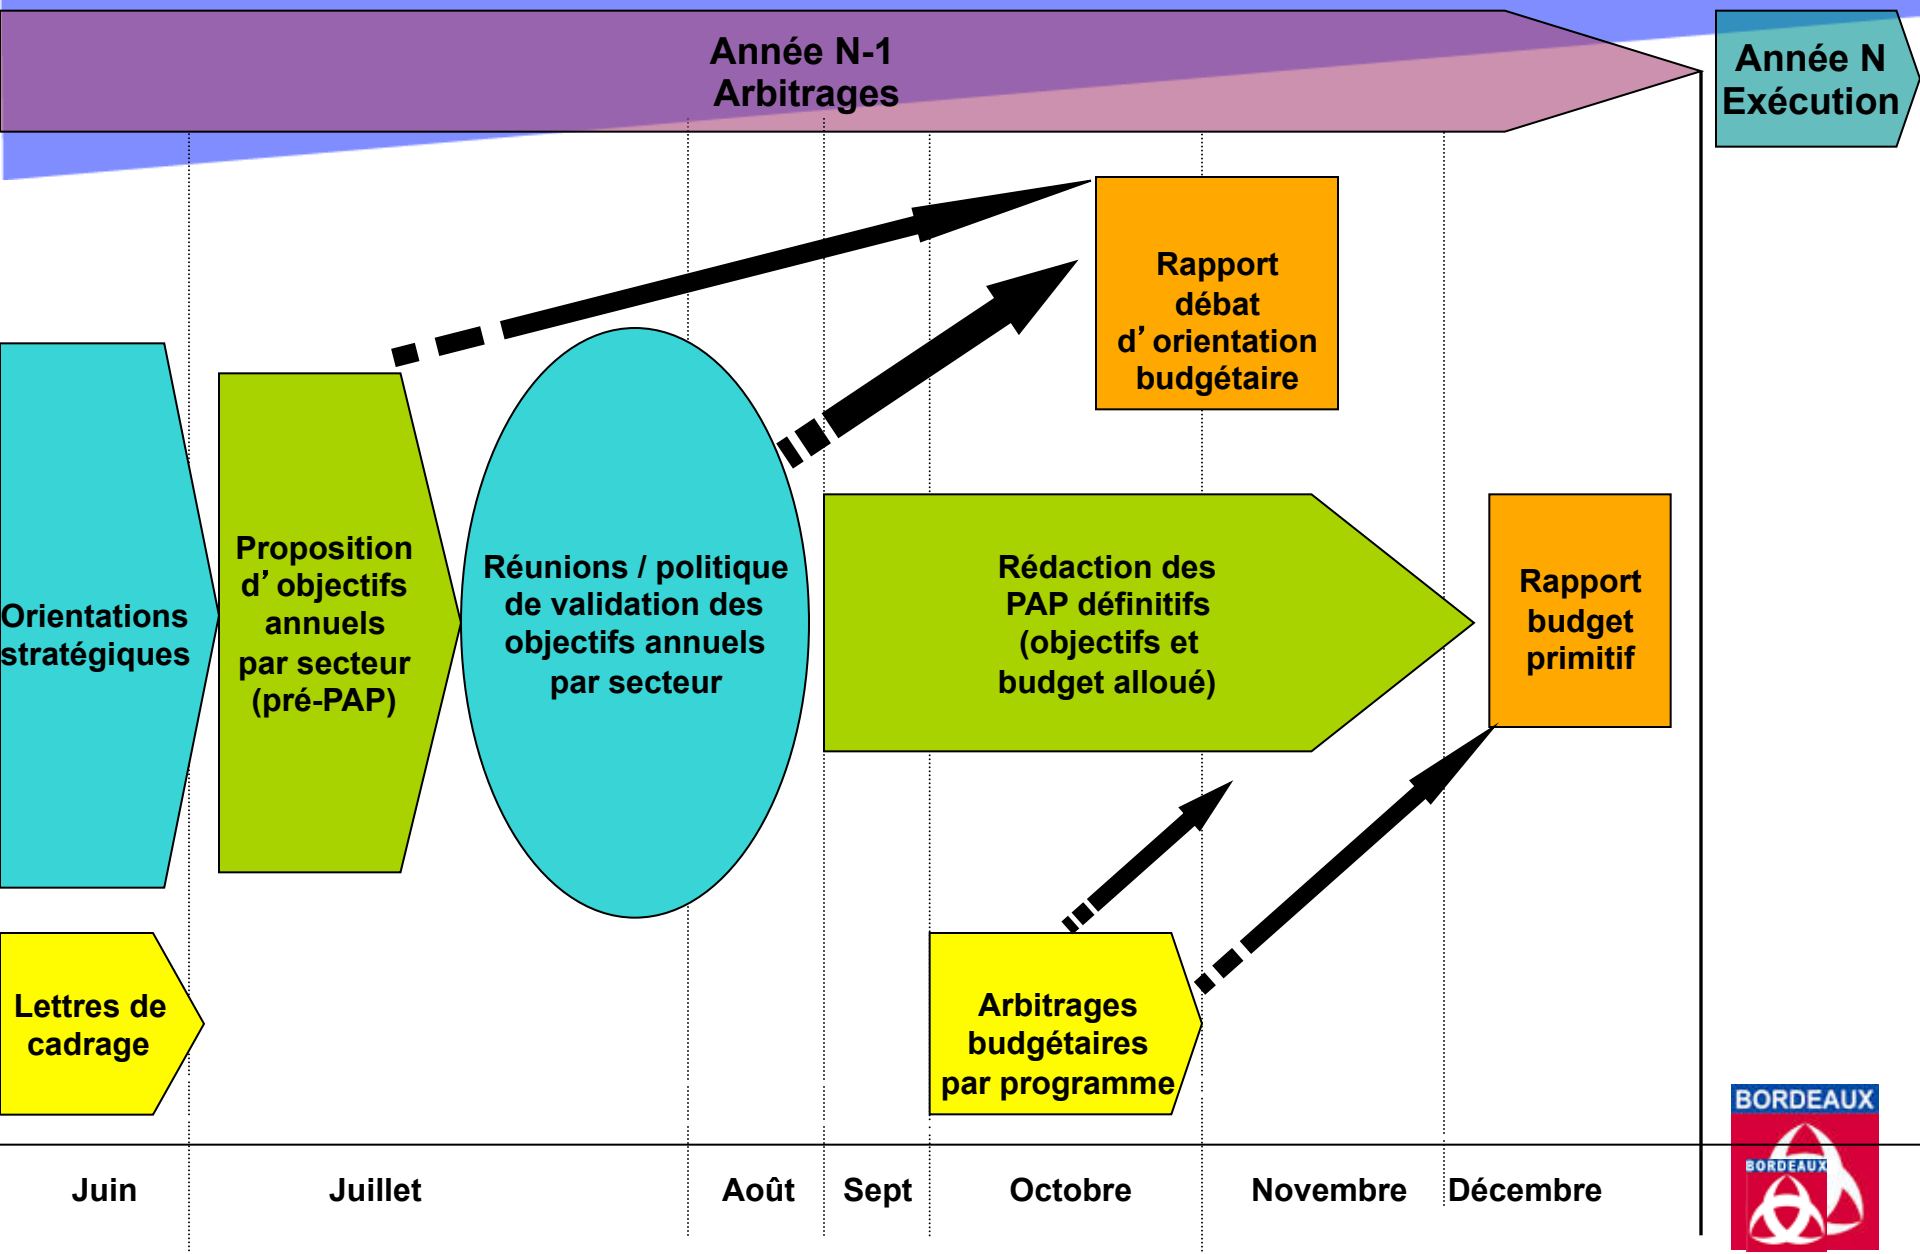 Année N-1
Arbitrages
Année N
Exécution
Rapport
débat
d’ orientation
budgétaire
Orientations
stratégiques
Proposition
d’ objectifs
annuels
par secteur
(pré-PAP)
Réunions / politique
de validation des
objectifs annuels
par secteur
Rédaction des
PAP définitifs
(objectifs et
budget alloué)
Rapport
budget
primitif
Lettres de
cadrage
Arbitrages
budgétaires
par programme
BORDEAUX
BORDEAUX
Juin
Juillet
Août
Sept
Octobre
Novembre
Décembre